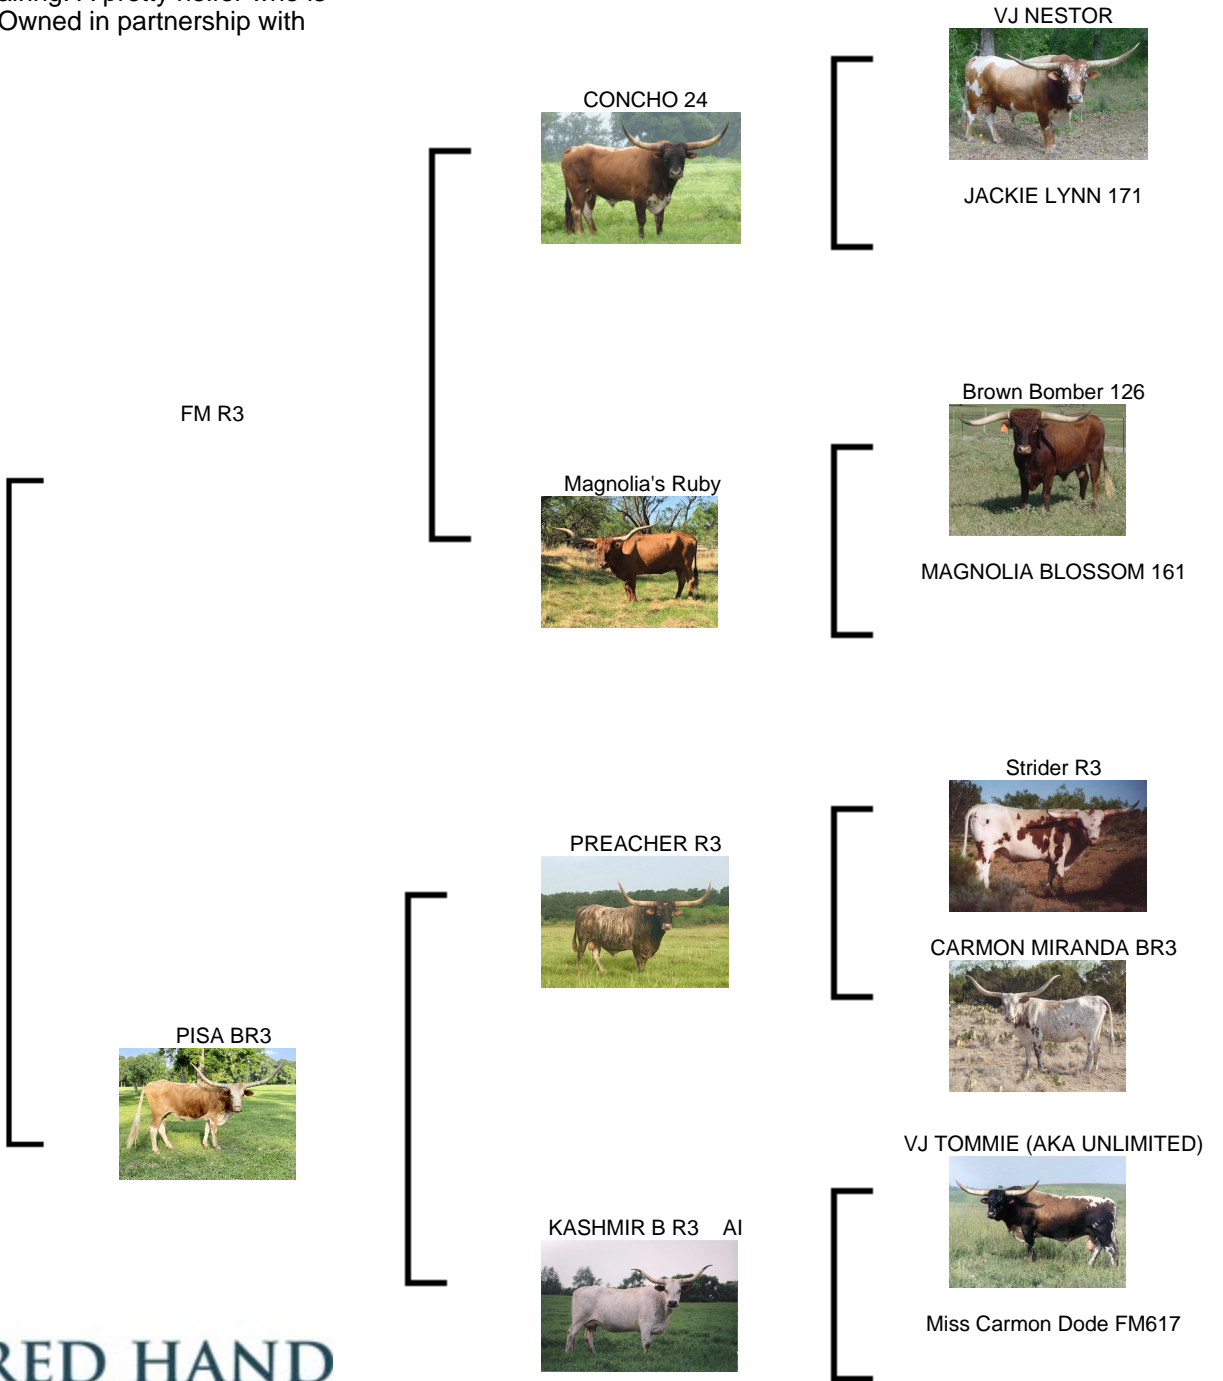 Owned in partnership with
VJ NESTOR
CONCHO 24
JACKIE LYNN 171
FM R3
Brown Bomber 126
Magnolia's Ruby
MAGNOLIA BLOSSOM 161
Strider R3
PREACHER R3
CARMON MIRANDA BR3
PISA BR3
VJ TOMMIE (AKA UNLIMITED)
KASHMIR B R3 AI
Miss Carmon Dode FM617
RED HAND